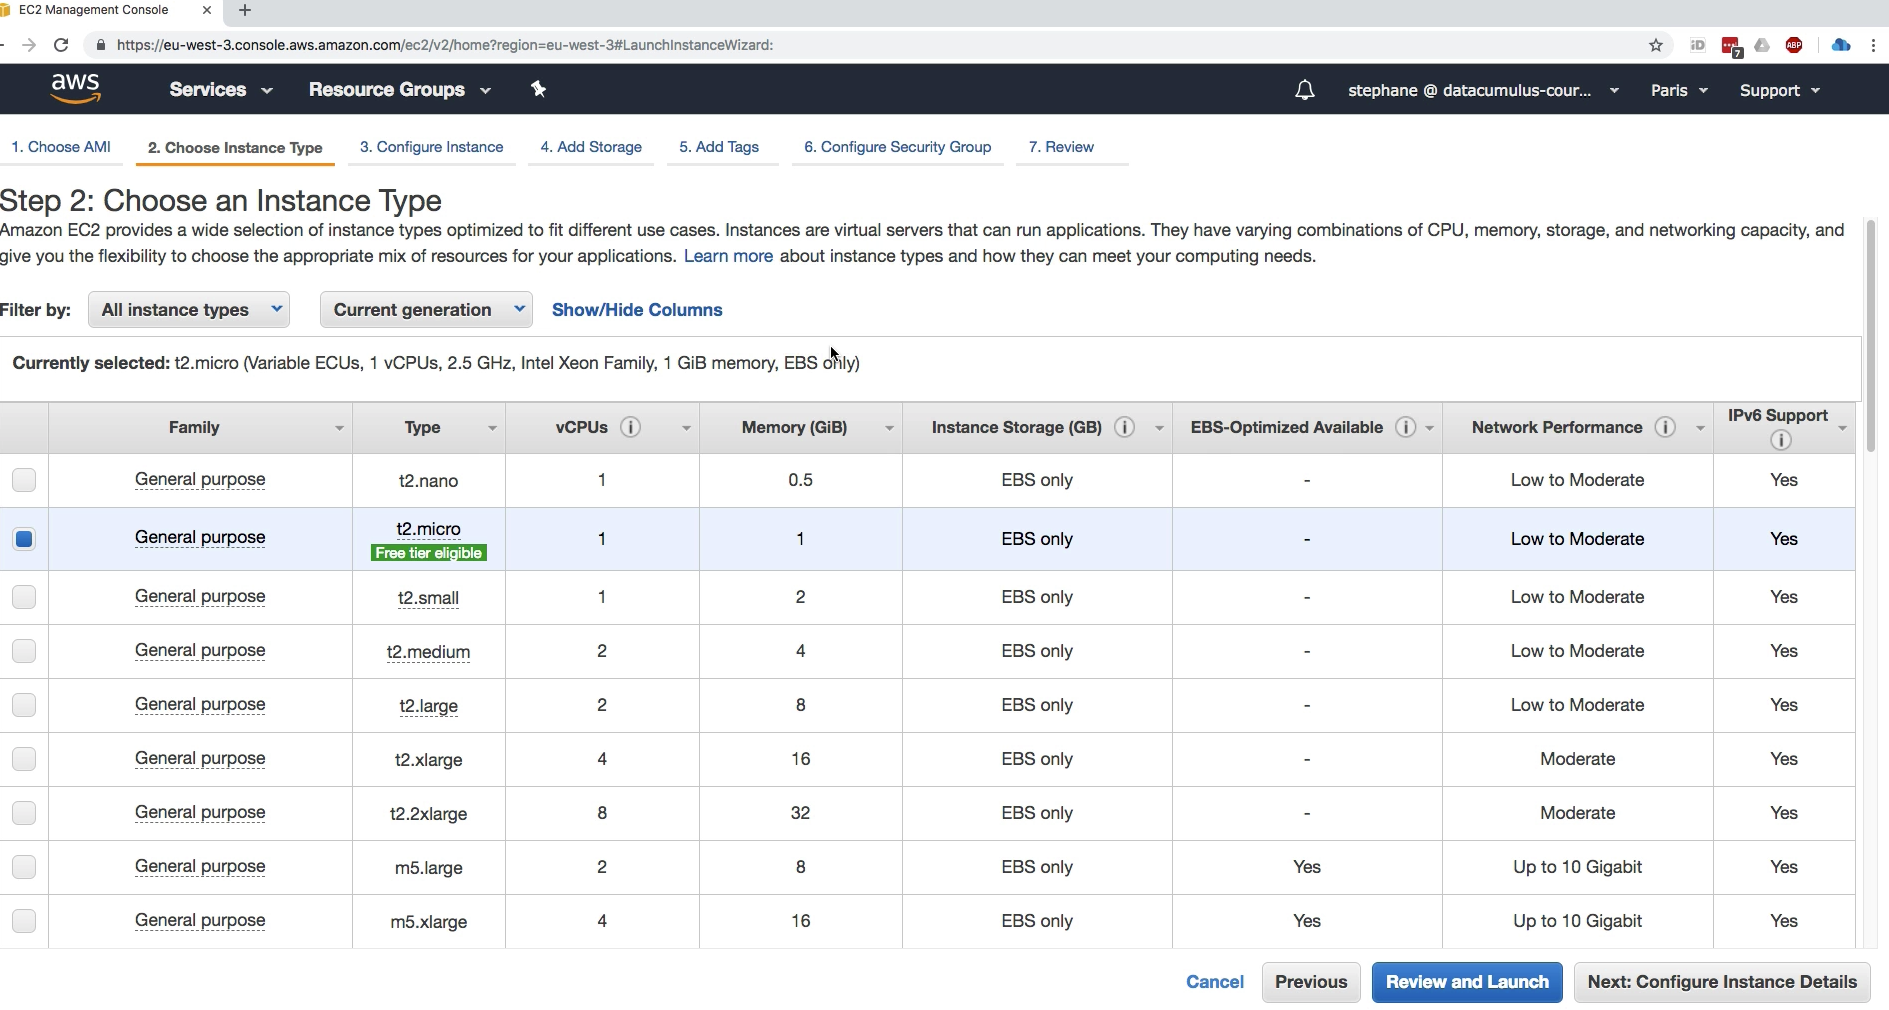 EC2 Management Console
https://eu-west-3.console.aws.amazon.com/ec2/v2/home?region=eu-west-3#LaunchInstanceWizard:
iD 7 ABP
aws Services Resource Groups stephane @ datacumulus-cour... Paris Support
1. Choose AMI 2. Choose Instance Type 3. Configure Instance 4. Add Storage 5. Add Tags 6. Configure Security Group 7. Review
Step 2: Choose an Instance Type
Amazon EC2 provides a wide selection of instance types optimized to fit different use cases. Instances are virtual servers that can run applications. They have varying combinations of CPU, memory, storage, and networking capacity, and
give you the flexibility to choose the appropriate mix of resources for your applications. Learn more about instance types and how they can meet your computing needs.
Filter by: All instance types Current generation Show/Hide Columns
Currently selected: t2.micro (Variable ECUs, 1 vCPUs, 2.5 GHz, Intel Xeon Family, 1 GiB memory, EBS only)
Family Type vCPUs i Memory (GiB) Instance Storage (GB) i EBS-Optimized Available i Network Performance i IPv6 Support i
General purpose t2.nano 1 0.5 EBS only - Low to Moderate Yes
General purpose t2.micro Free tier eligible 1 1 EBS only - Low to Moderate Yes
General purpose t2.small 1 2 EBS only - Low to Moderate Yes
General purpose t2.medium 2 4 EBS only - Low to Moderate Yes
General purpose t2.large 2 8 EBS only - Low to Moderate Yes
General purpose t2.xlarge 4 16 EBS only - Moderate Yes
General purpose t2.2xlarge 8 32 EBS only - Moderate Yes
General purpose m5.large 2 8 EBS only Yes Up to 10 Gigabit Yes
General purpose m5.xlarge 4 16 EBS only Yes Up to 10 Gigabit Yes
Cancel Previous Review and Launch Next: Configure Instance Details